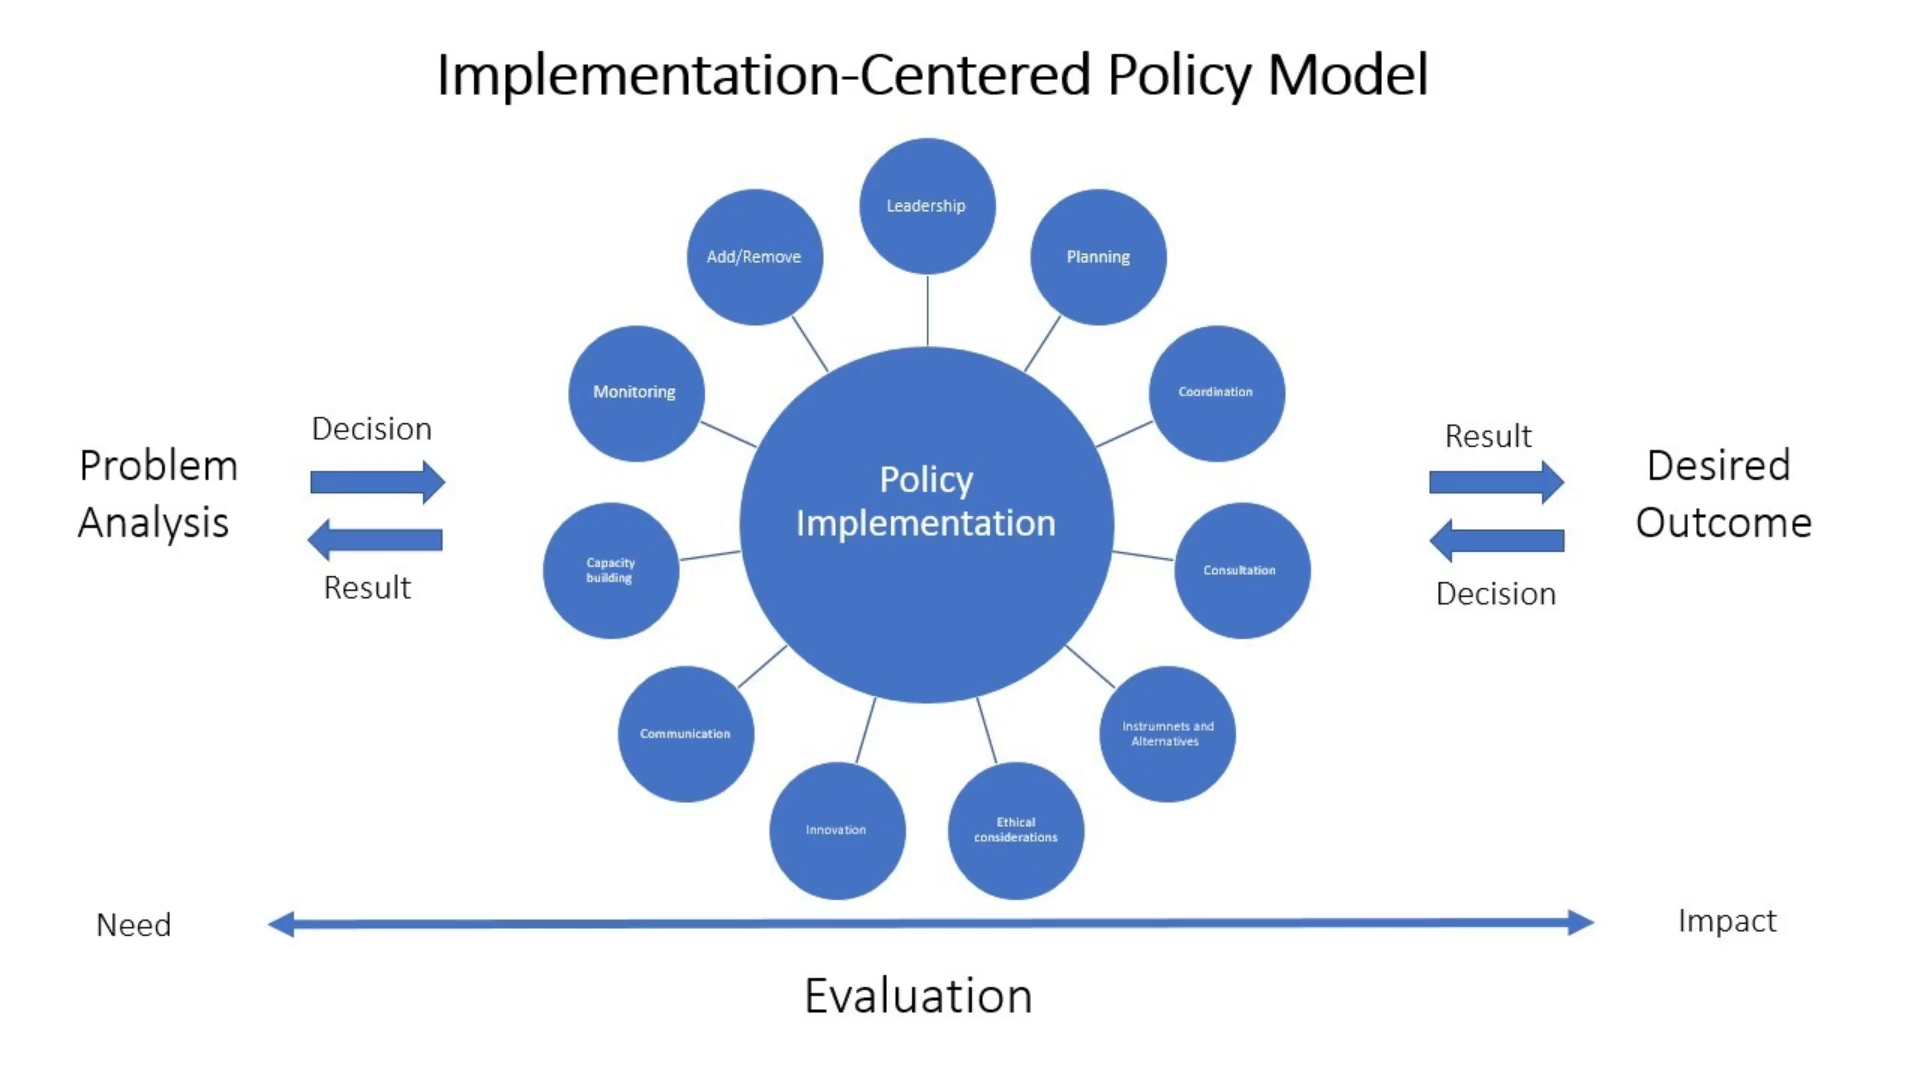 Implementation-Centered Policy Model
Leadership
Add/Remove
Planning
Monitoring
Coordination
Decision
Result
Problem
Analysis
Policy
Implementation
Desired
Outcome
Result
Decision
Capacity
building
Consultation
Communication
Instrumnets and
Alternatives
Innovation
Ethical
considerations
Need
Impact
Evaluation